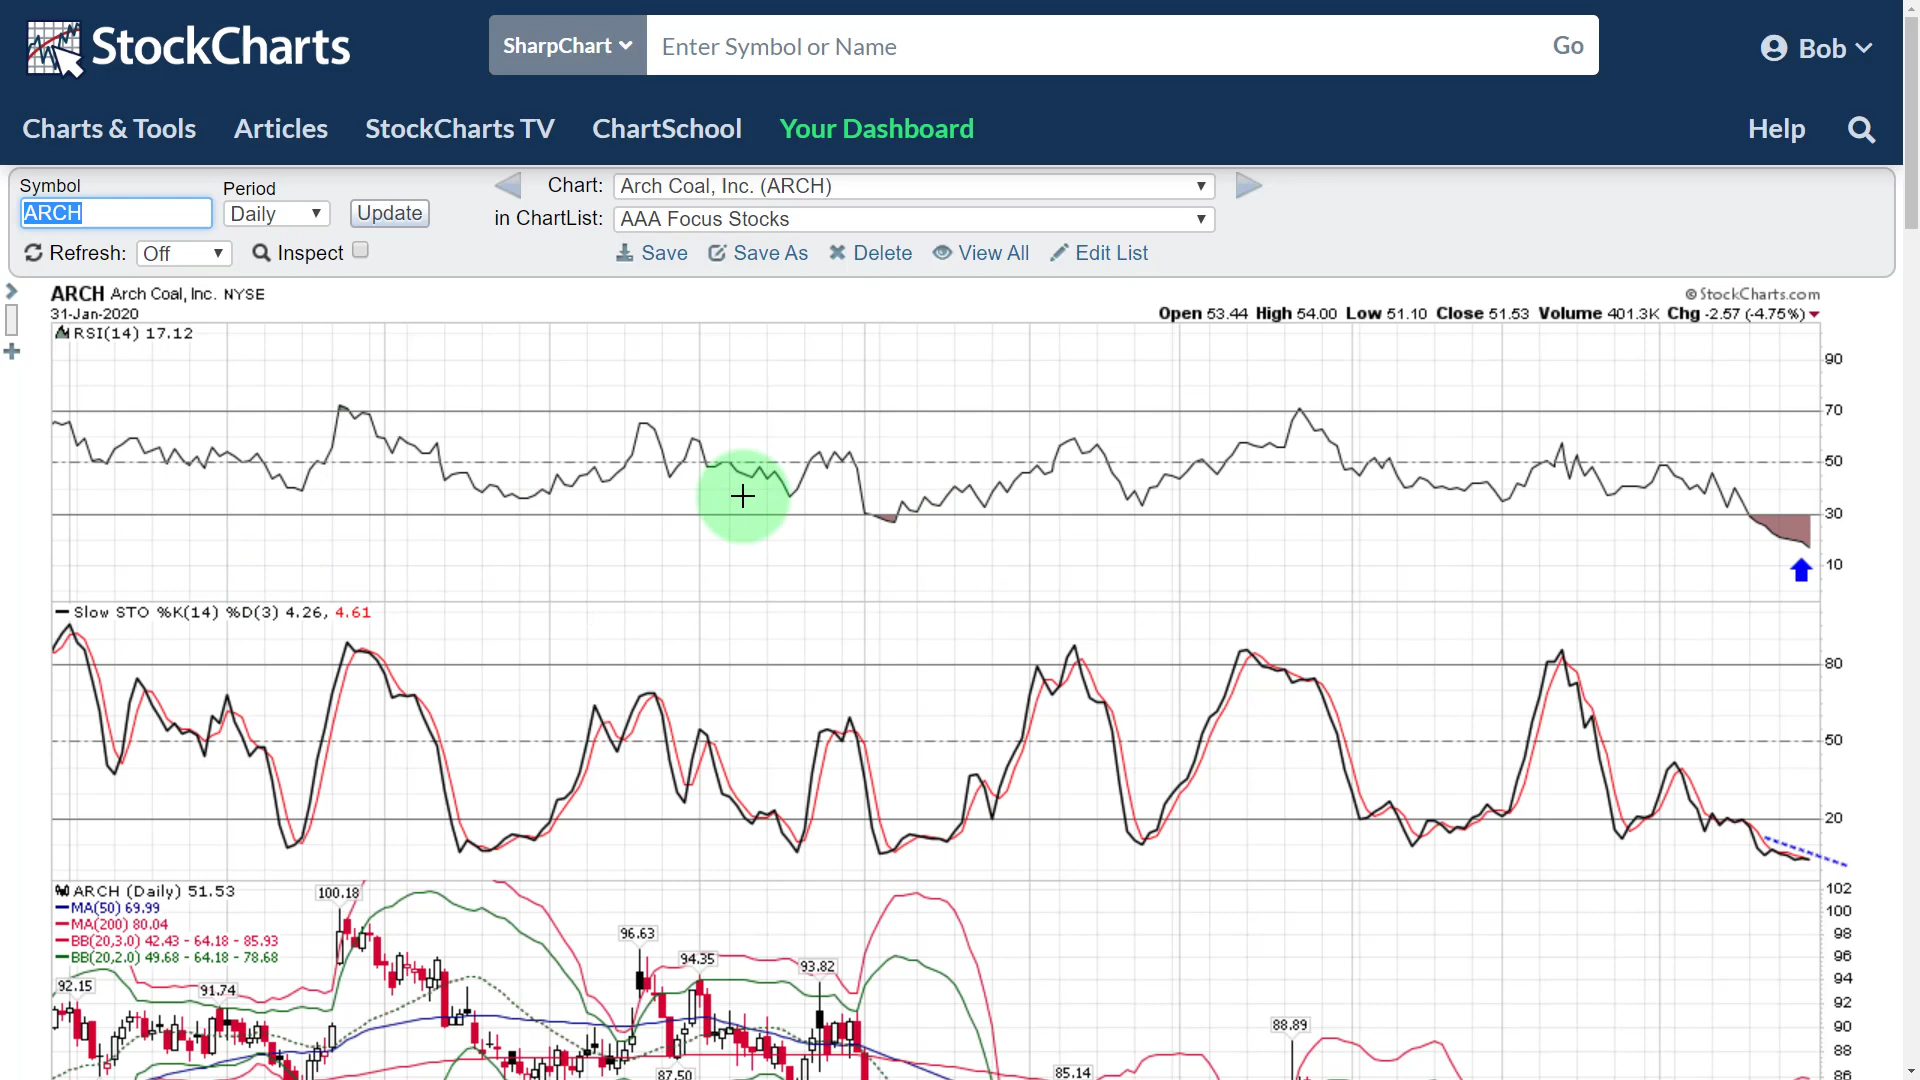 StockCharts
SharpChart
Enter Symbol or Name
Go
Bob
Charts & Tools
Articles
StockCharts TV
ChartSchool
Your Dashboard
Help
Symbol
ARCH
Period
Daily
Update
Refresh:
Off
Inspect
Chart:
Arch Coal, Inc. (ARCH)
in ChartList:
AAA Focus Stocks
Save
Save As
Delete
View All
Edit List
ARCH Arch Coal, Inc. NYSE
© StockCharts.com
31-Jan-2020
Open 53.44 High 54.00 Low 51.10 Close 51.53 Volume 401.3K Chg -2.57 (-4.75%)
RSI(14) 17.12
90
70
50
30
10
Slow STO %K(14) %D(3) 4.26, 4.61
80
50
20
ARCH (Daily) 51.53
MA(50) 69.99
MA(200) 80.04
BB(20,3.0) 42.43 - 64.18 - 85.93
BB(20,2.0) 49.68 - 64.18 - 78.68
92.15
91.74
100.18
96.63
94.35
93.82
87.50
85.14
88.89
102
100
98
96
94
92
90
88
86